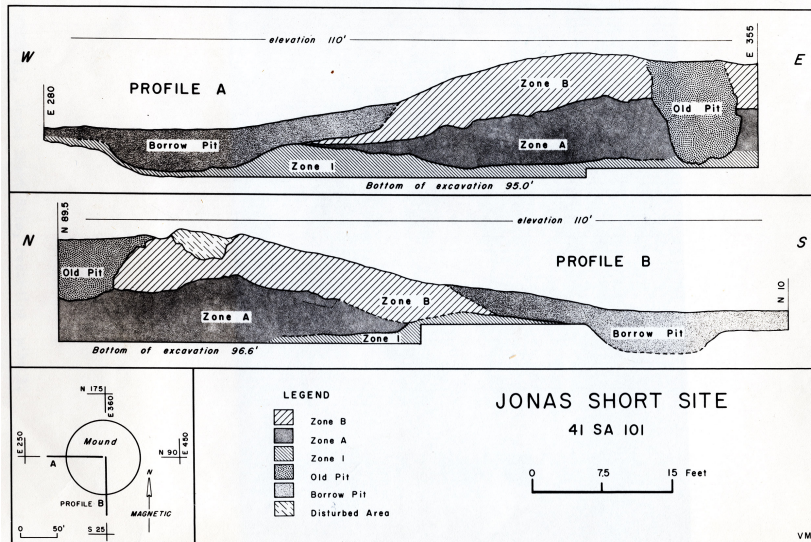 elevation 110'
W
E
E 355
PROFILE A
E 280
Zone B
Old Pit
Borrow Pit
Zone A
Zone I
Bottom of excavation 95.0'
N 89.5
elevation 110'
N
S
PROFILE B
Old Pit
N 10
Zone B
Zone A
Borrow Pit
Zone I
Bottom of excavation 96.6'
N 175
E 360
E 250
Mound
N 90
E 450
A
PROFILE B
N
MAGNETIC
0 50'
S 25
LEGEND
Zone B
Zone A
Zone I
Old Pit
Borrow Pit
Disturbed Area
JONAS SHORT SITE
41 SA 101
0 7.5 15 Feet
VM